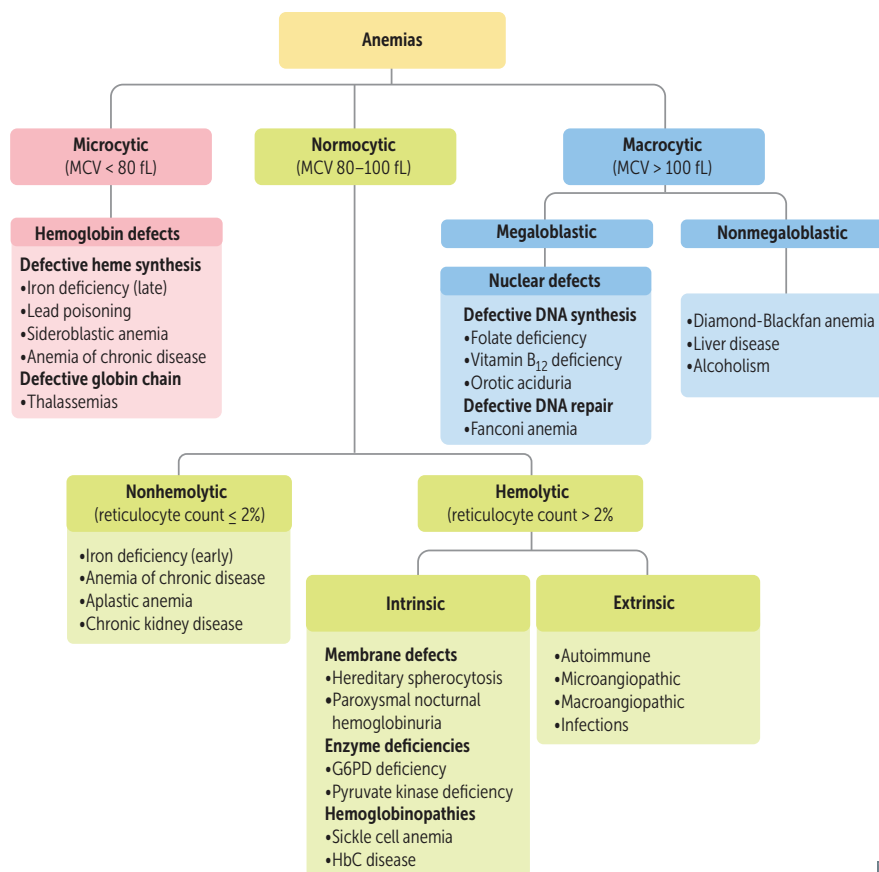 Anemias
Microcytic
(MCV < 80 fL)
Normocytic
(MCV 80–100 fL)
Macrocytic
(MCV > 100 fL)
Hemoglobin defects
Defective heme synthesis
•Iron deficiency (late)
•Lead poisoning
•Sideroblastic anemia
•Anemia of chronic disease
Defective globin chain
•Thalassemias
Megaloblastic
Nuclear defects
Defective DNA synthesis
•Folate deficiency
•Vitamin B₁₂ deficiency
•Orotic aciduria
Defective DNA repair
•Fanconi anemia
Nonmegaloblastic
•Diamond-Blackfan anemia
•Liver disease
•Alcoholism
Nonhemolytic
(reticulocyte count ≤ 2%)
•Iron deficiency (early)
•Anemia of chronic disease
•Aplastic anemia
•Chronic kidney disease
Hemolytic
(reticulocyte count > 2%
Intrinsic
Membrane defects
•Hereditary spherocytosis
•Paroxysmal nocturnal
hemoglobinuria
Enzyme deficiencies
•G6PD deficiency
•Pyruvate kinase deficiency
Hemoglobinopathies
•Sickle cell anemia
•HbC disease
Extrinsic
•Autoimmune
•Microangiopathic
•Macroangiopathic
•Infections